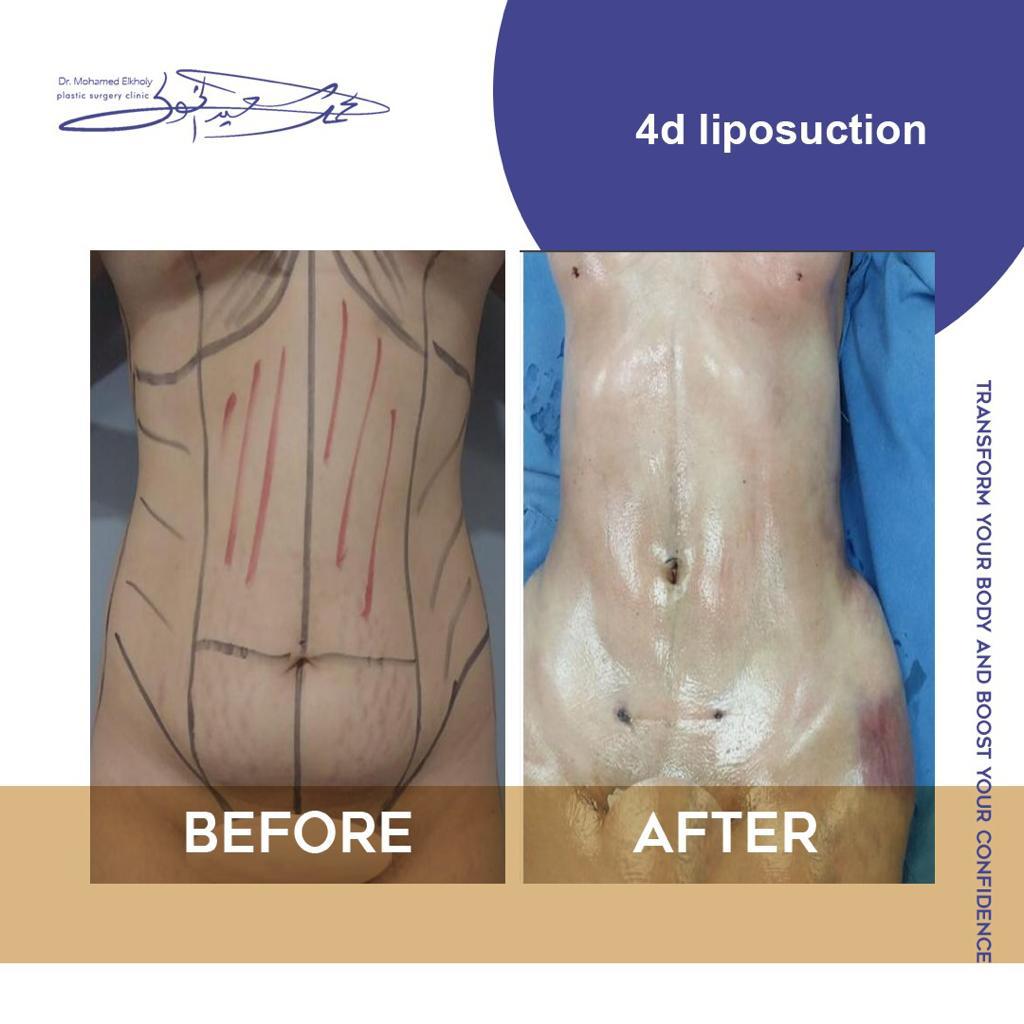 Dr. Mohamed Elkholy
plastic surgery clinic
4d liposuction
BEFORE
AFTER
TRANSFORM YOUR BODY AND BOOST YOUR CONFIDENCE